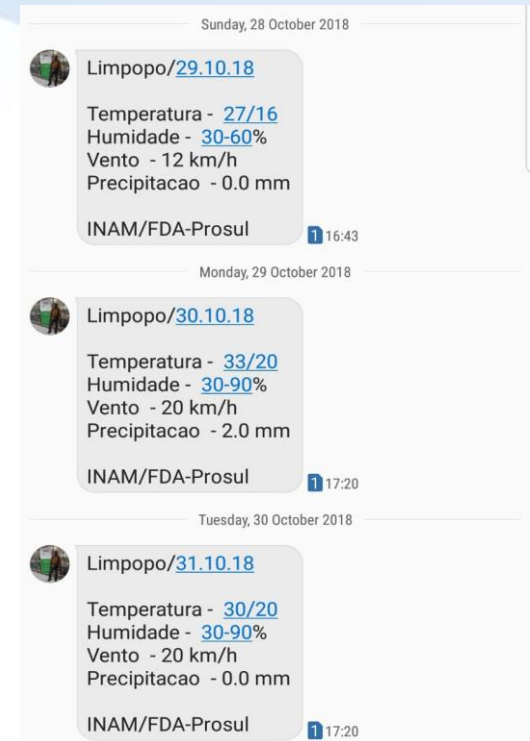 Sunday, 28 October 2018
Limpopo/29.10.18
Temperatura - 27/16
Humidade - 30-60%
Vento - 12 km/h
Precipitacao - 0.0 mm
INAM/FDA-Prosul
1 16:43
Monday, 29 October 2018
Limpopo/30.10.18
Temperatura - 33/20
Humidade - 30-90%
Vento - 20 km/h
Precipitacao - 2.0 mm
INAM/FDA-Prosul
1 17:20
Tuesday, 30 October 2018
Limpopo/31.10.18
Temperatura - 30/20
Humidade - 30-90%
Vento - 20 km/h
Precipitacao - 0.0 mm
INAM/FDA-Prosul
1 17:20